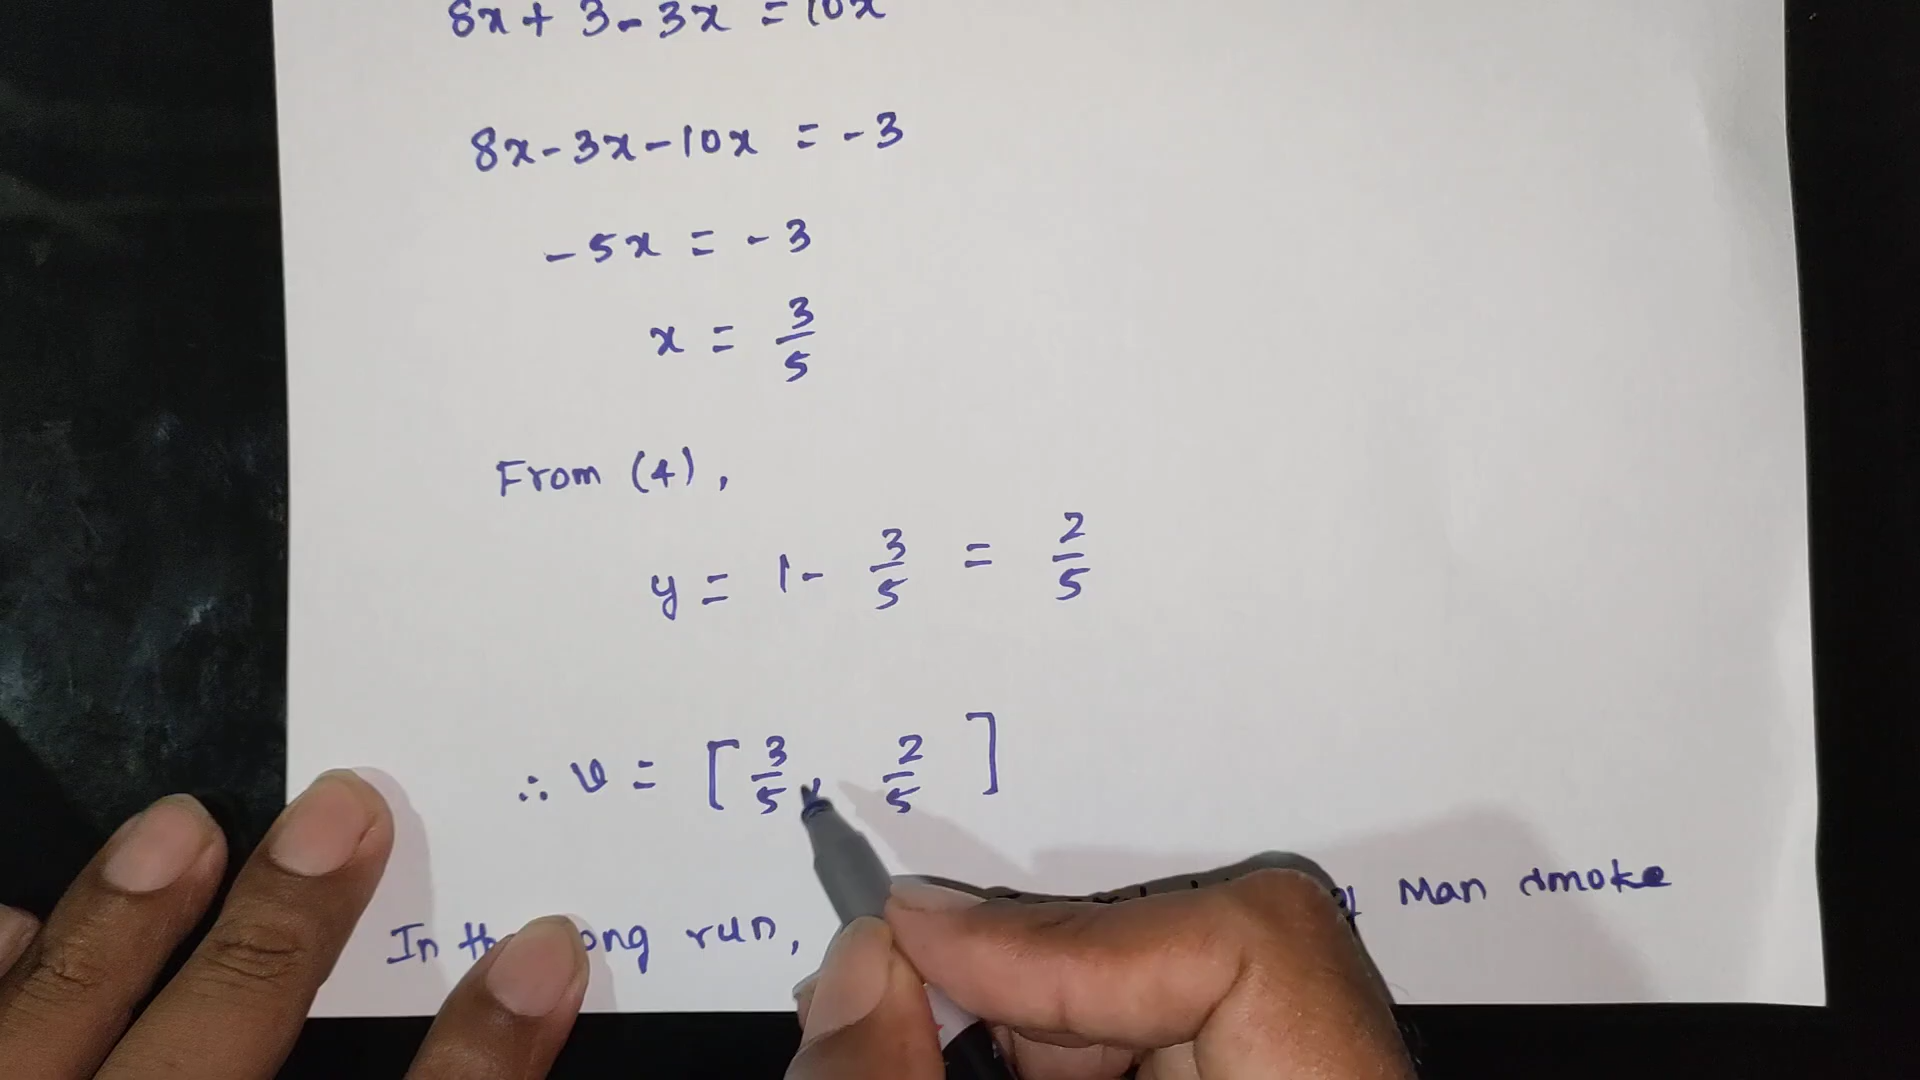 8x + 3 - 3x = 10x
8x - 3x - 10x = -3
-5x = -3
x = 3/5
From (4),
y = 1 - 3/5 = 2/5
∴ v = [3/5, 2/5]
In the long run, Man smoke